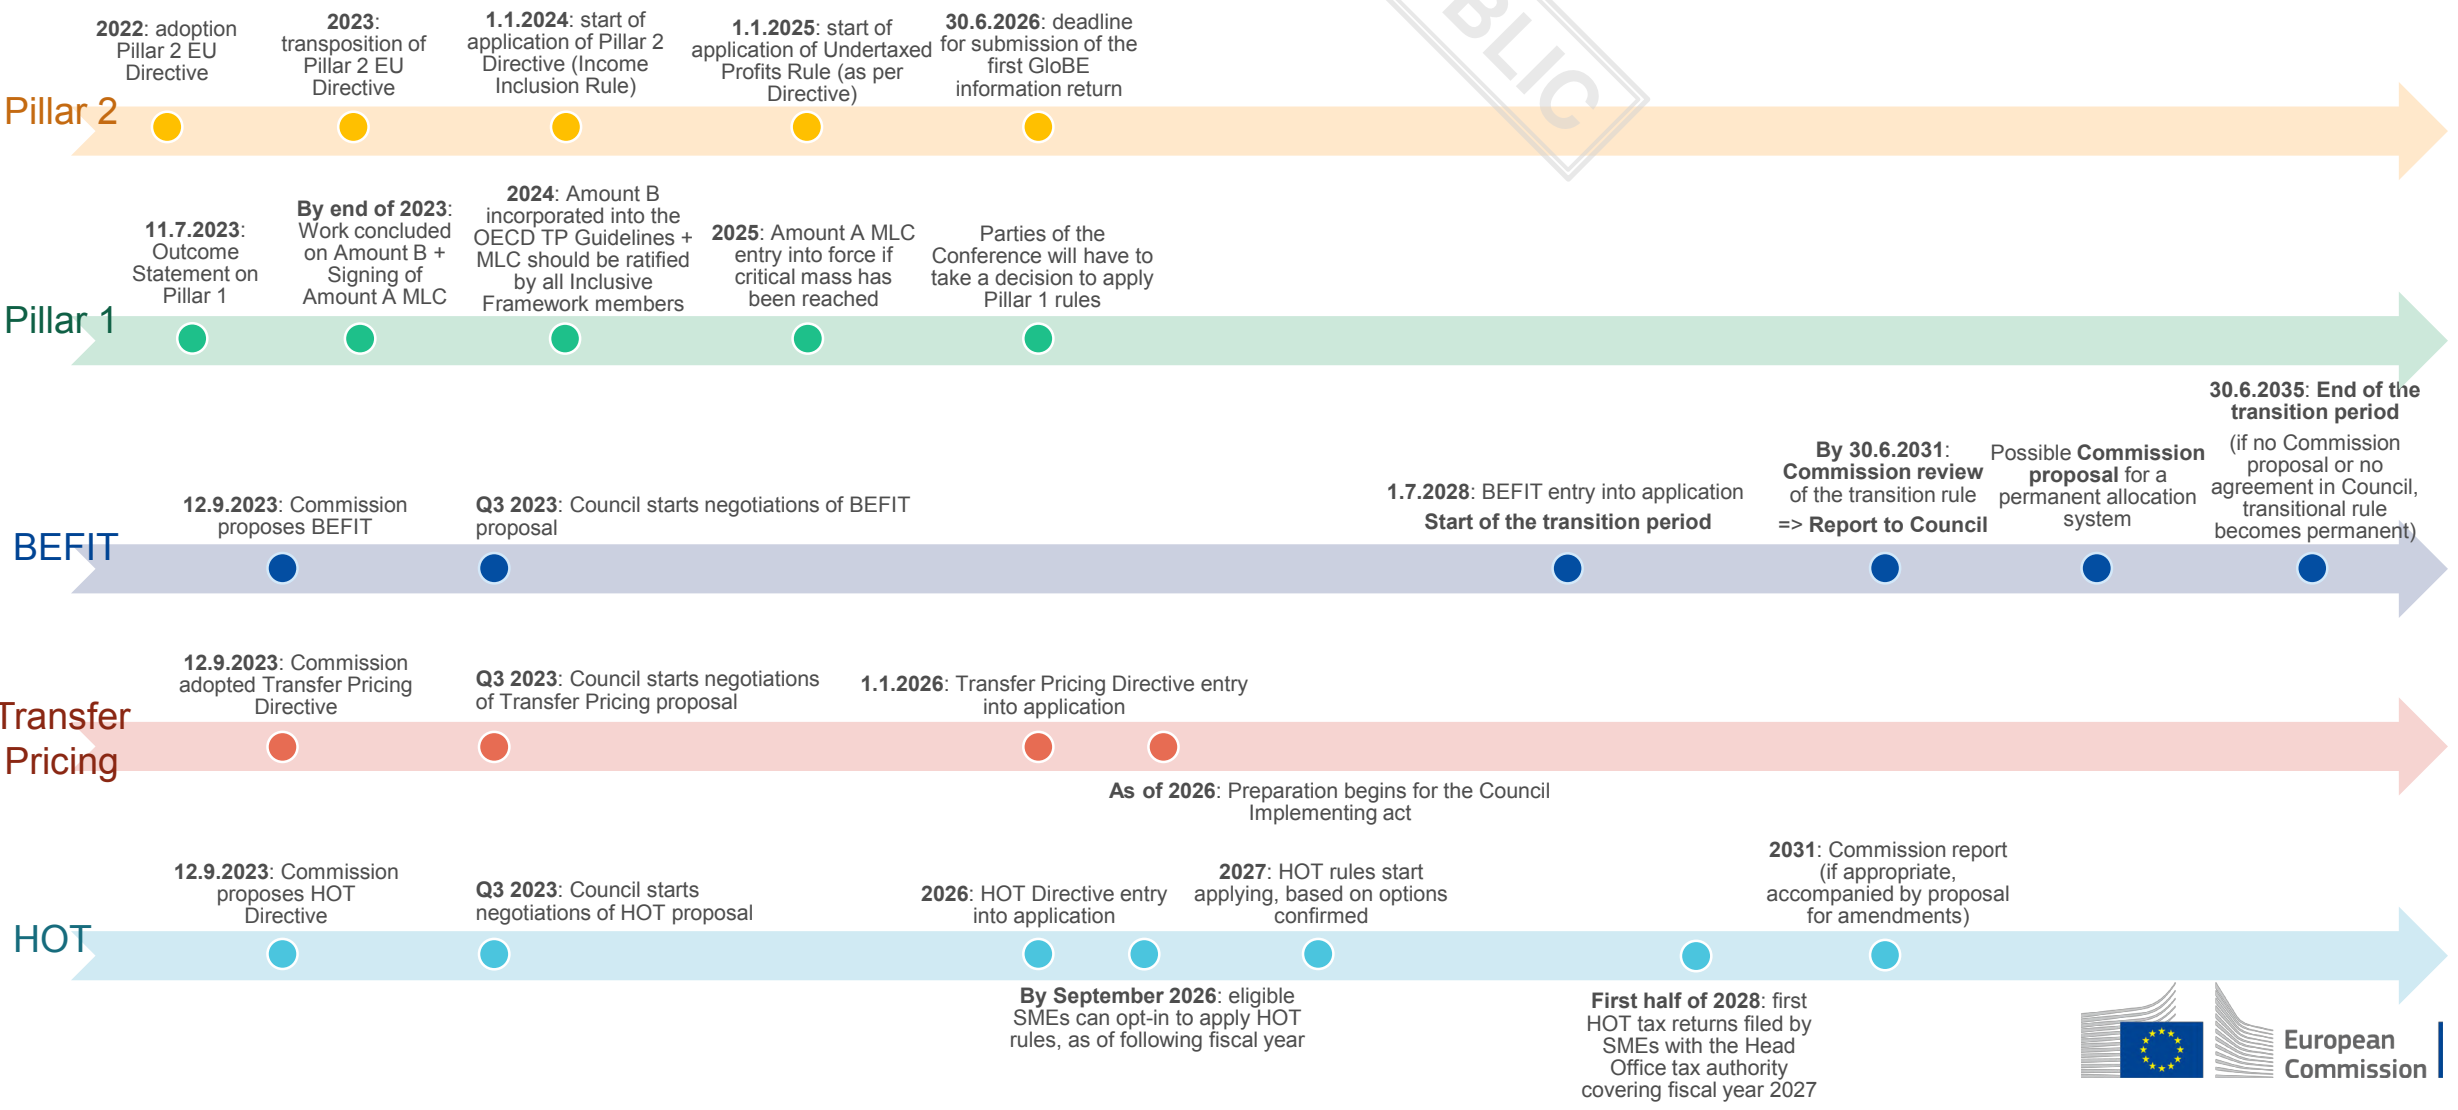 2022: adoption
Pillar 2 EU
Directive
2023:
transposition of
Pillar 2 EU
Directive
1.1.2024: start of
application of Pillar 2
Directive (Income
Inclusion Rule)
1.1.2025: start of
application of Undertaxed
Profits Rule (as per
Directive)
30.6.2026: deadline
for submission of the
first GloBE
information return
BLIC
Pillar 2
11.7.2023:
Outcome
Statement on
Pillar 1
By end of 2023:
Work concluded
on Amount B +
Signing of
Amount A MLC
2024: Amount B
incorporated into the
OECD TP Guidelines +
MLC should be ratified
by all Inclusive
Framework members
2025: Amount A MLC
entry into force if
critical mass has
been reached
Parties of the
Conference will have to
take a decision to apply
Pillar 1 rules
Pillar 1
12.9.2023: Commission
proposes BEFIT
Q3 2023: Council starts negotiations of BEFIT
proposal
1.7.2028: BEFIT entry into application
Start of the transition period
By 30.6.2031:
Commission review
of the transition rule
=> Report to Council
Possible Commission
proposal for a
permanent allocation
system
30.6.2035: End of the
transition period
(if no Commission
proposal or no
agreement in Council,
transitional rule
becomes permanent)
BEFIT
12.9.2023: Commission
adopted Transfer Pricing
Directive
Q3 2023: Council starts negotiations
of Transfer Pricing proposal
1.1.2026: Transfer Pricing Directive entry
into application
Transfer
Pricing
As of 2026: Preparation begins for the Council
Implementing act
12.9.2023: Commission
proposes HOT
Directive
Q3 2023: Council starts
negotiations of HOT proposal
2026: HOT Directive entry
into application
2027: HOT rules start
applying, based on options
confirmed
2031: Commission report
(if appropriate,
accompanied by proposal
for amendments)
HOT
By September 2026: eligible
SMEs can opt-in to apply HOT
rules, as of following fiscal year
First half of 2028: first
HOT tax returns filed by
SMEs with the Head
Office tax authority
covering fiscal year 2027
European
Commission